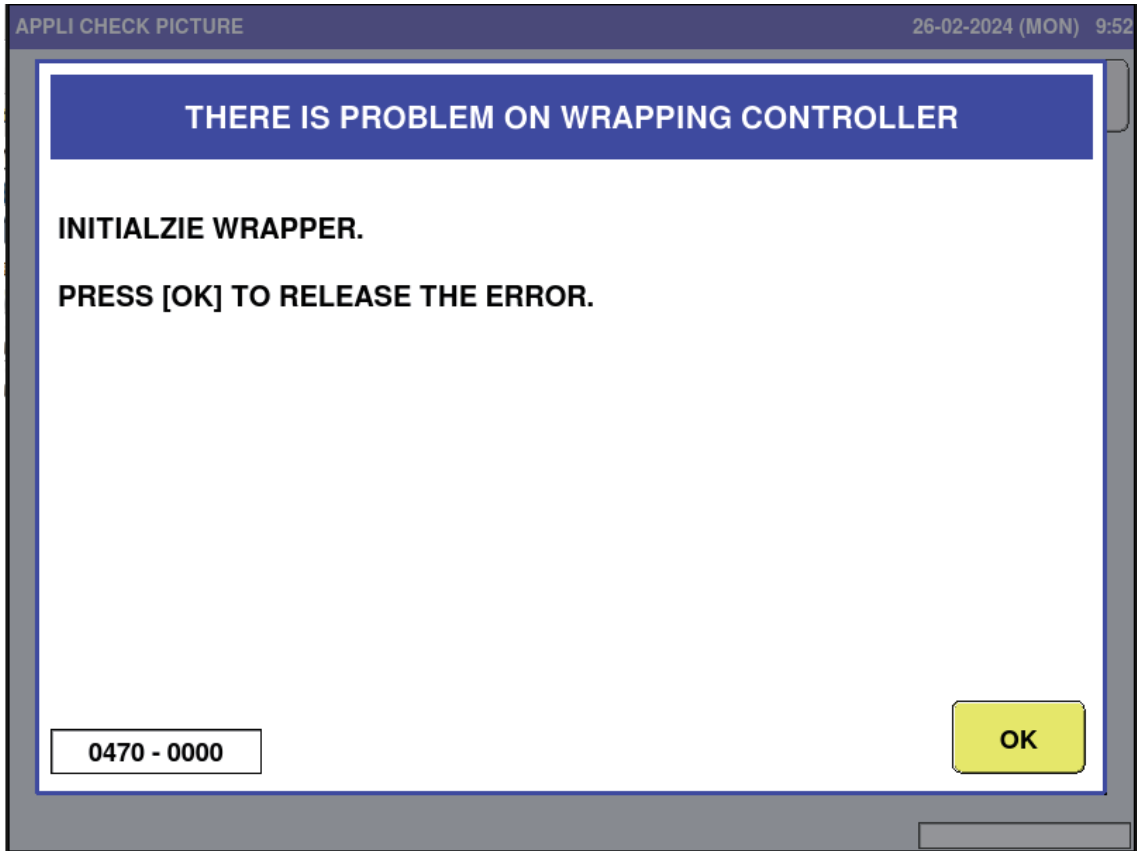 APPLI CHECK PICTURE 26-02-2024 (MON) 9:52
THERE IS PROBLEM ON WRAPPING CONTROLLER
INITIALZIE WRAPPER.
PRESS [OK] TO RELEASE THE ERROR.
0470 - 0000
OK